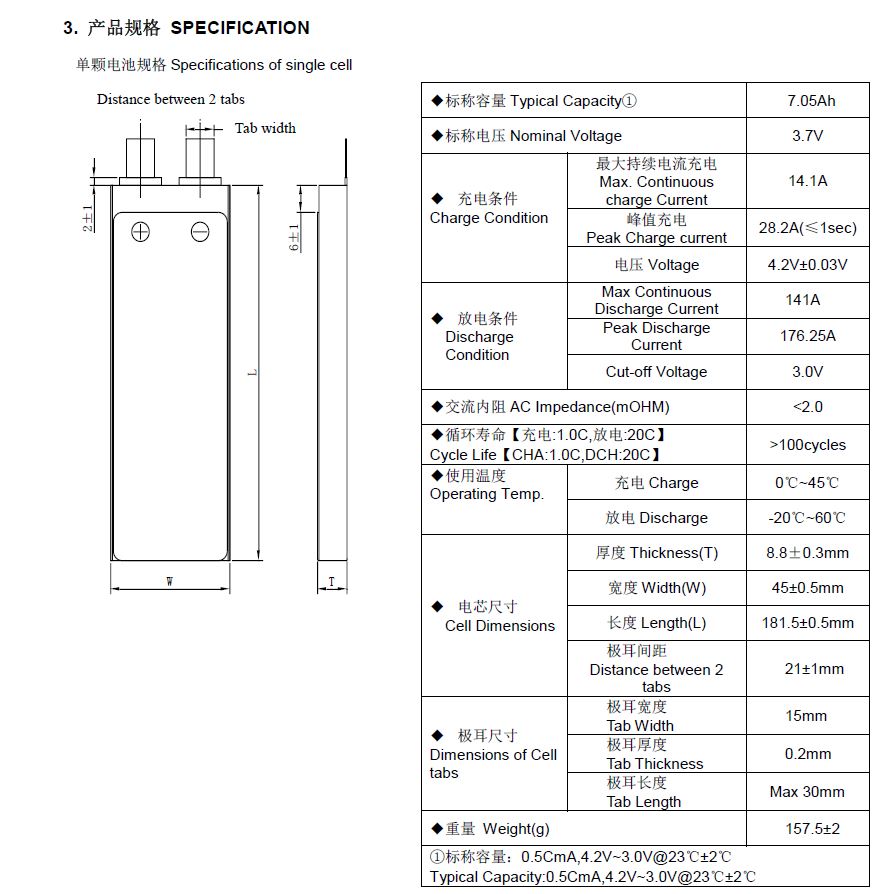 3. 产品规格 SPECIFICATION
单颗电池规格 Specifications of single cell
Distance between 2 tabs
Tab width
2±1
6±1
L
W
T
◆标称容量 Typical Capacity① 7.05Ah
◆标称电压 Nominal Voltage 3.7V
◆ 充电条件
Charge Condition
最大持续电流充电
Max. Continuous
charge Current
14.1A
峰值充电
Peak Charge current
28.2A(≤1sec)
电压 Voltage 4.2V±0.03V
◆ 放电条件
Discharge
Condition
Max Continuous
Discharge Current
141A
Peak Discharge
Current
176.25A
Cut-off Voltage 3.0V
◆交流内阻 AC Impedance(mOHM) <2.0
◆循环寿命【充电:1.0C,放电:20C】
Cycle Life【CHA:1.0C,DCH:20C】
>100cycles
◆使用温度
Operating Temp.
充电 Charge 0℃~45℃
放电 Discharge -20℃~60℃
◆ 电芯尺寸
Cell Dimensions
厚度 Thickness(T) 8.8±0.3mm
宽度 Width(W) 45±0.5mm
长度 Length(L) 181.5±0.5mm
极耳间距
Distance between 2
tabs
21±1mm
◆ 极耳尺寸
Dimensions of Cell
tabs
极耳宽度
Tab Width
15mm
极耳厚度
Tab Thickness
0.2mm
极耳长度
Tab Length
Max 30mm
◆重量 Weight(g) 157.5±2
①标称容量：0.5CmA,4.2V~3.0V@23℃±2℃
Typical Capacity:0.5CmA,4.2V~3.0V@23℃±2℃